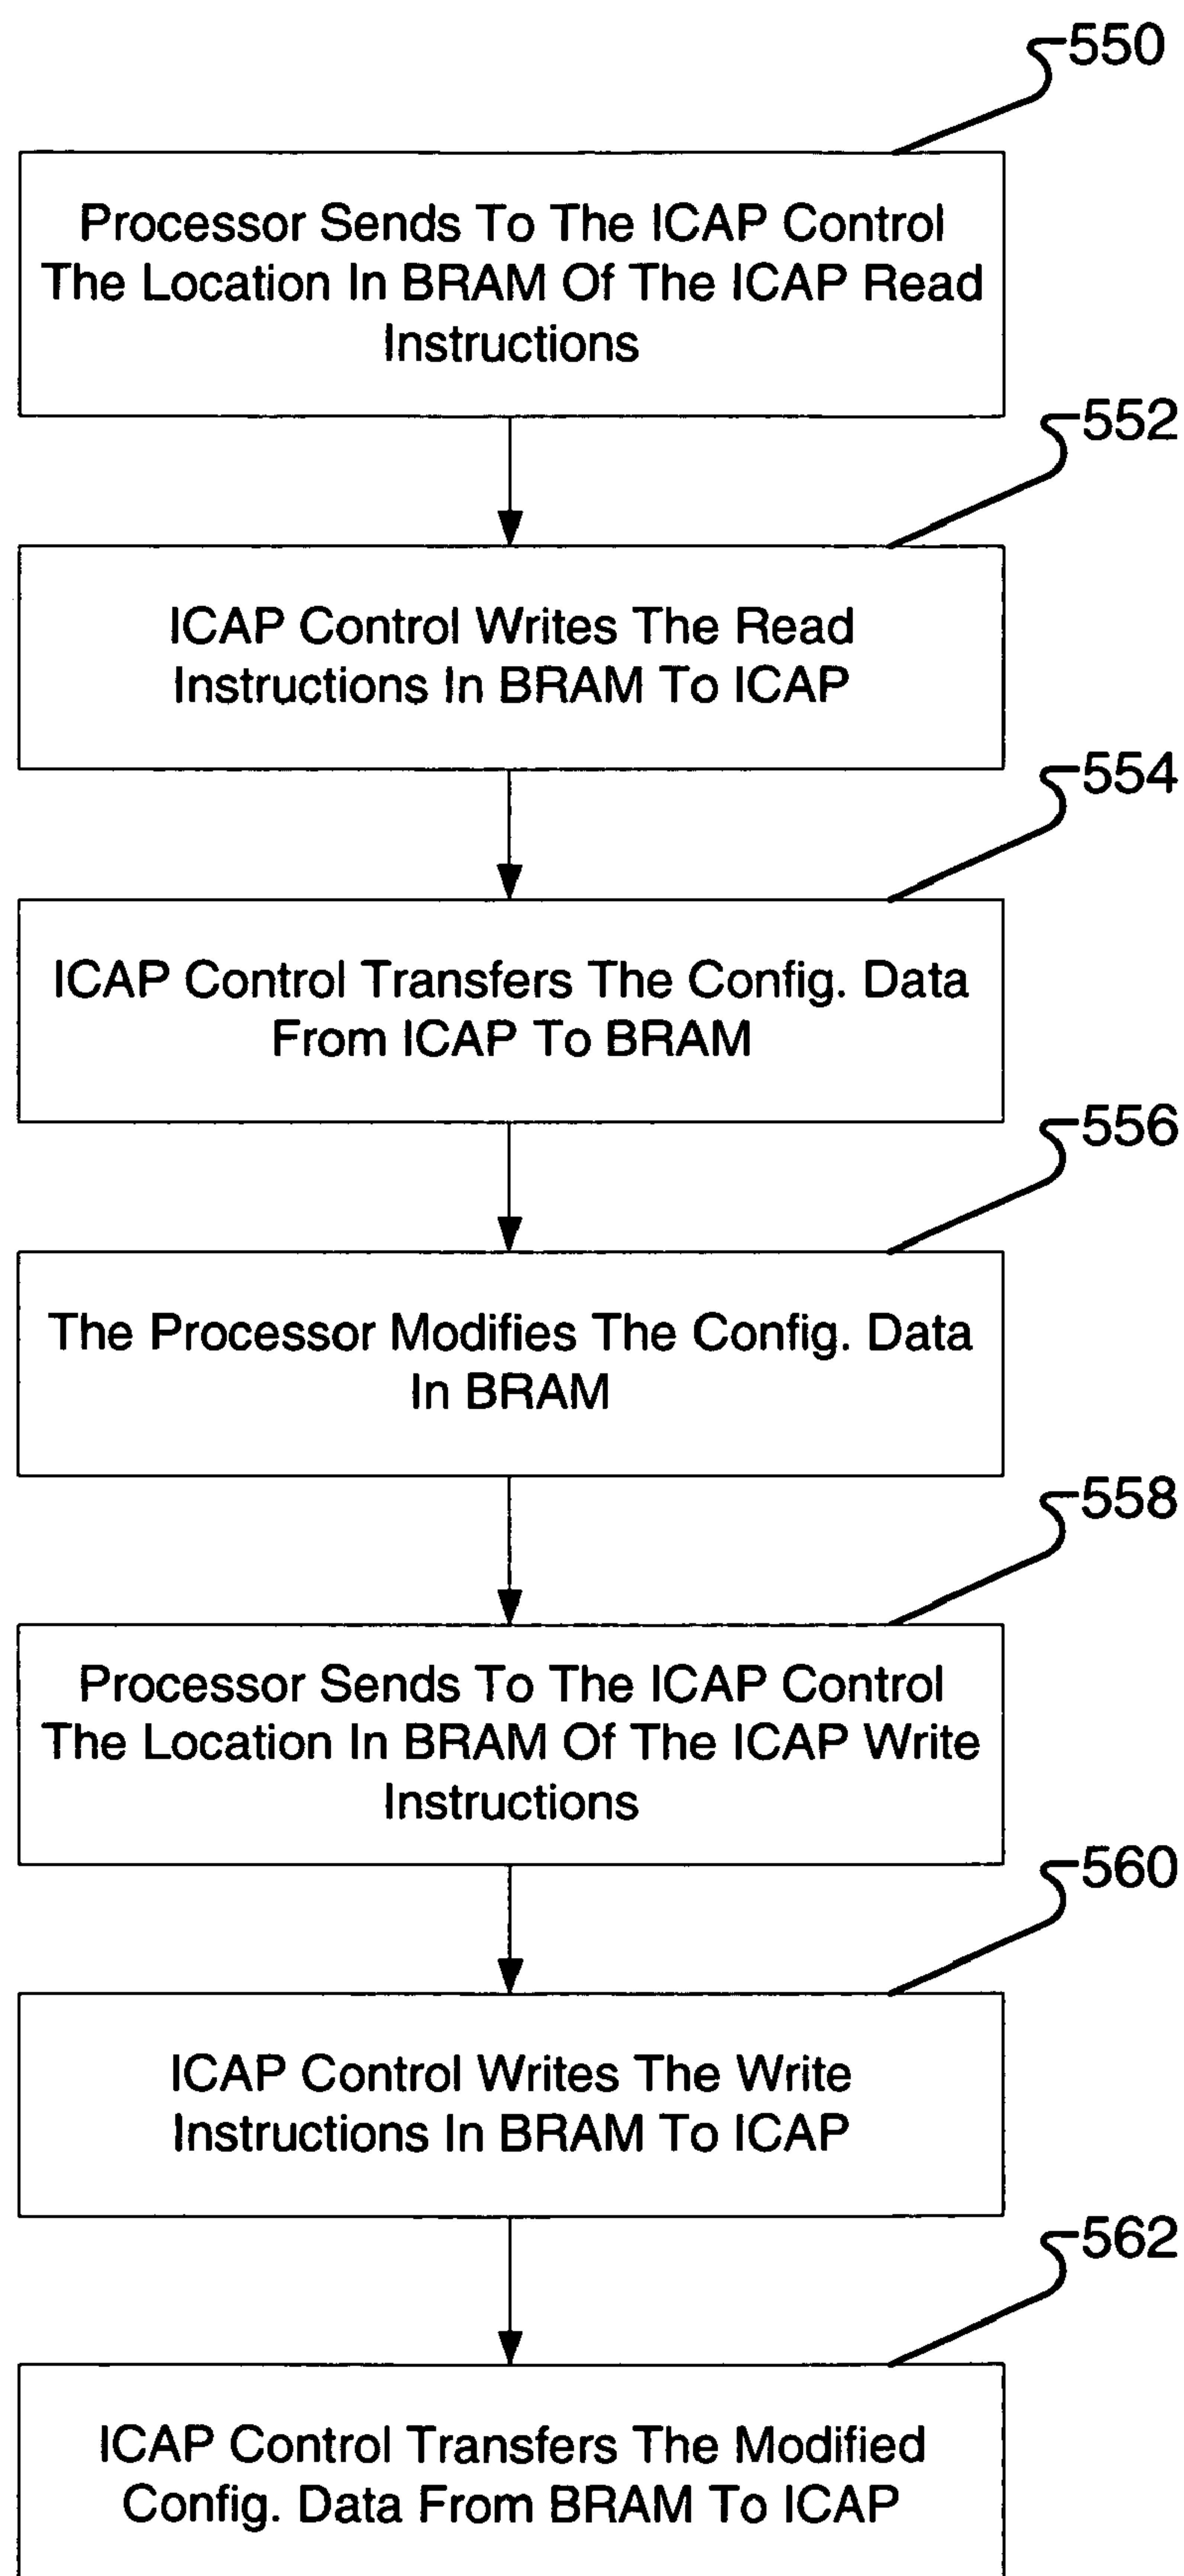 550
Processor Sends To The ICAP Control
The Location In BRAM Of The ICAP Read
Instructions
552
ICAP Control Writes The Read
Instructions In BRAM To ICAP
554
ICAP Control Transfers The Config. Data
From ICAP To BRAM
556
The Processor Modifies The Config. Data
In BRAM
558
Processor Sends To The ICAP Control
The Location In BRAM Of The ICAP Write
Instructions
560
ICAP Control Writes The Write
Instructions In BRAM To ICAP
562
ICAP Control Transfers The Modified
Config. Data From BRAM To ICAP